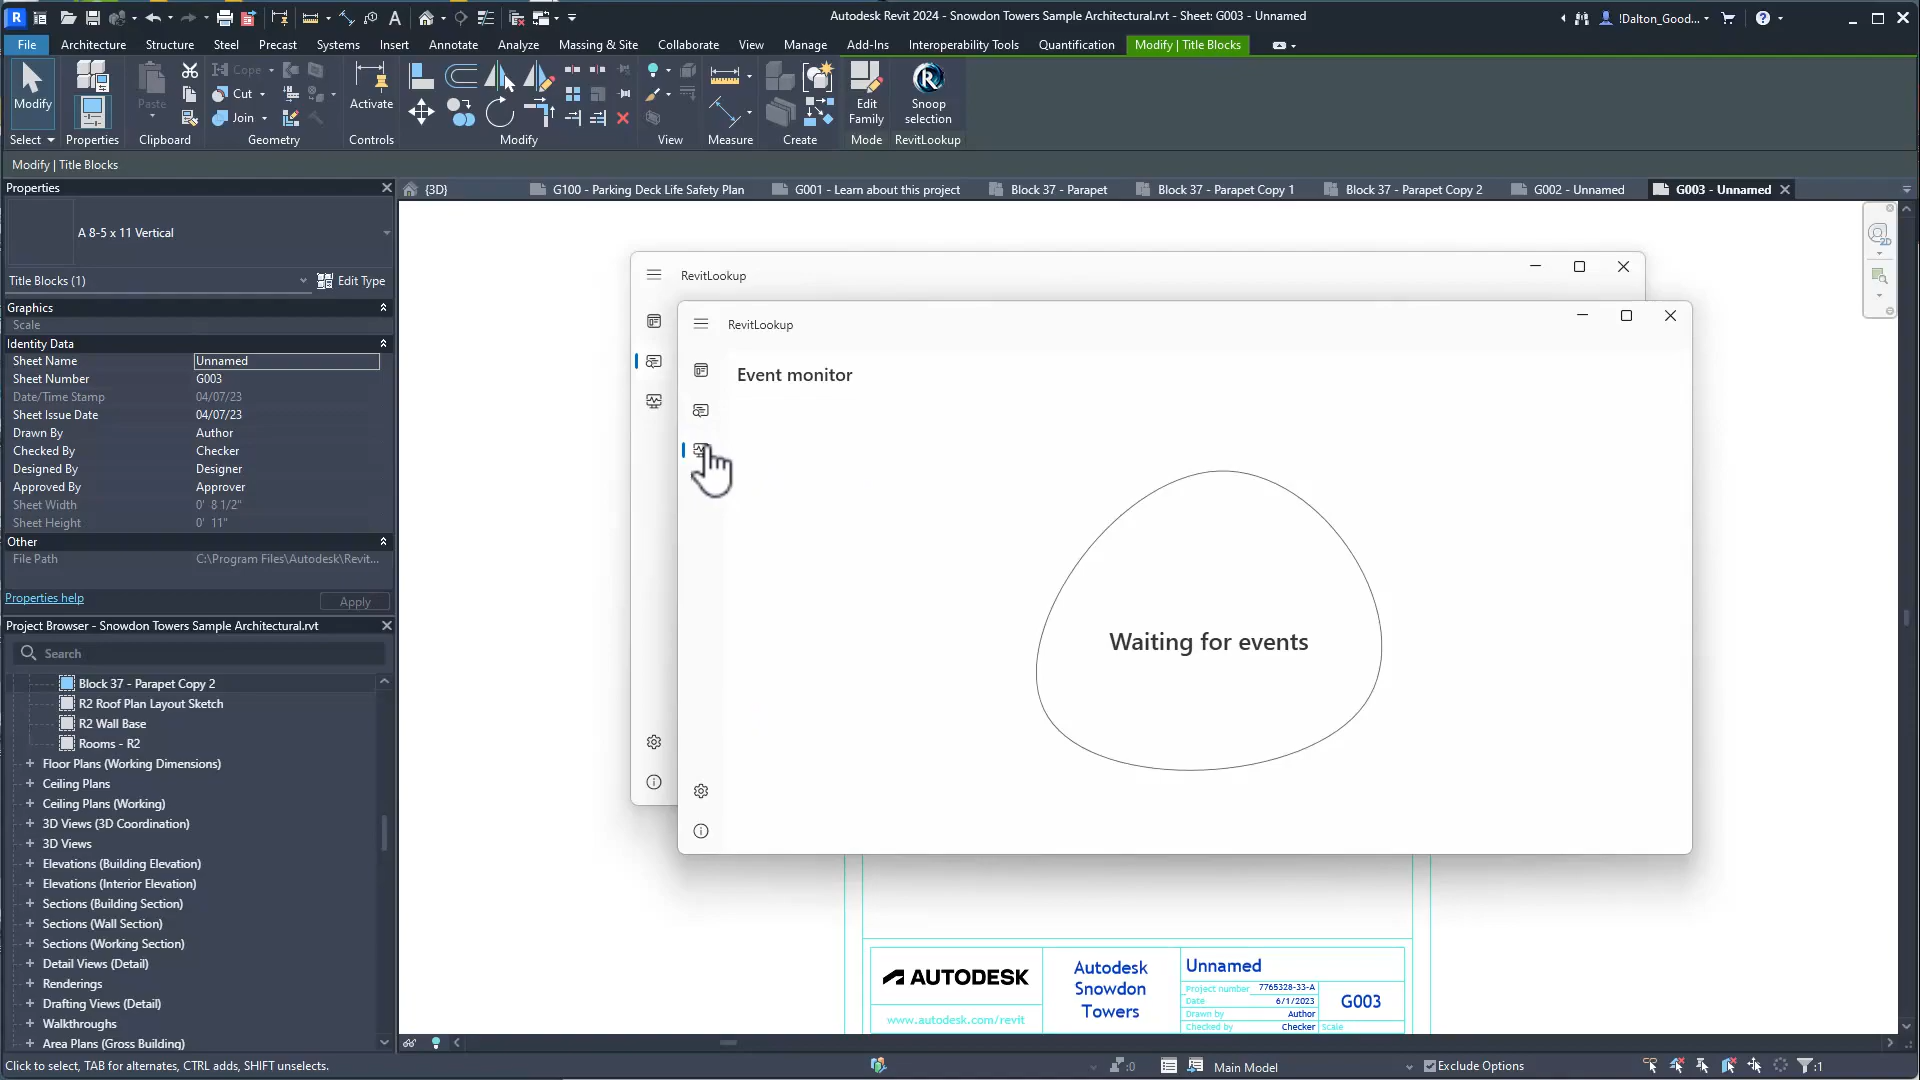 Autodesk Revit 2024 - Snowdon Towers Sample Architectural.rvt - Sheet: G003 - Unnamed
!Dalton_Good...
File Architecture Structure Steel Precast Systems Insert Annotate Analyze Massing & Site Collaborate View Manage Add-Ins Interoperability Tools Quantification Modify | Title Blocks
Modify
Paste
Cope
Cut
Join
Activate
Edit Family
Snoop selection
Select Properties Clipboard Geometry Controls Modify View Measure Create Mode RevitLookup
Modify | Title Blocks
Properties
{3D} G100 - Parking Deck Life Safety Plan G001 - Learn about this project Block 37 - Parapet Block 37 - Parapet Copy 1 Block 37 - Parapet Copy 2 G002 - Unnamed G003 - Unnamed
A 8-5 x 11 Vertical
Title Blocks (1) Edit Type
Graphics
Scale
Identity Data
Sheet Name Unnamed
Sheet Number G003
Date/Time Stamp 04/07/23
Sheet Issue Date 04/07/23
Drawn By Author
Checked By Checker
Designed By Designer
Approved By Approver
Sheet Width 0' 8 1/2"
Sheet Height 0' 11"
Other
File Path C:\Program Files\Autodesk\Revit...
Properties help Apply
Project Browser - Snowdon Towers Sample Architectural.rvt
Search
Block 37 - Parapet Copy 2
R2 Roof Plan Layout Sketch
R2 Wall Base
Rooms - R2
Floor Plans (Working Dimensions)
Ceiling Plans
Ceiling Plans (Working)
3D Views (3D Coordination)
3D Views
Elevations (Building Elevation)
Elevations (Interior Elevation)
Sections (Building Section)
Sections (Wall Section)
Sections (Working Section)
Detail Views (Detail)
Renderings
Drafting Views (Detail)
Walkthroughs
Area Plans (Gross Building)
RevitLookup
RevitLookup
Event monitor
Waiting for events
AUTODESK
www.autodesk.com/revit
Autodesk
Snowdon
Towers
Unnamed
Project number 7765328-33-A
Date 6/1/2023
Drawn by Author
Checked by Checker
G003
Scale
Click to select, TAB for alternates, CTRL adds, SHIFT unselects.
:0
Main Model
Exclude Options
:1